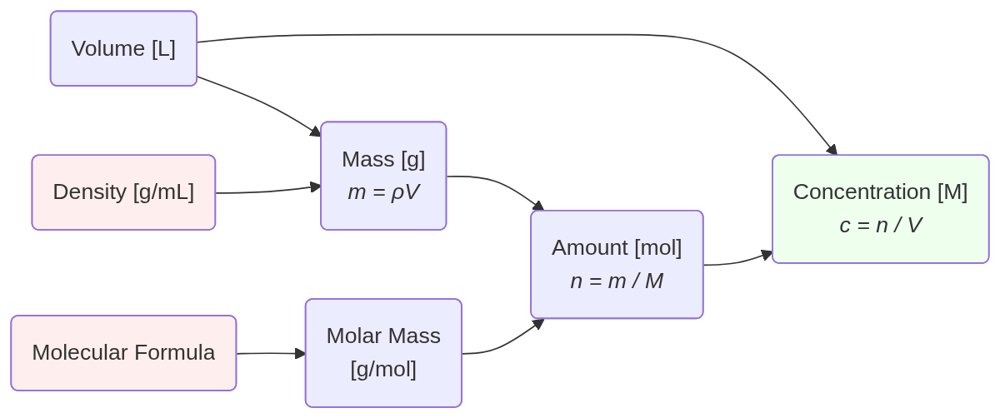 Volume [L]
Density [g/mL]
Molecular Formula
Mass [g]
m = ρV
Molar Mass
[g/mol]
Amount [mol]
n = m / M
Concentration [M]
c = n / V